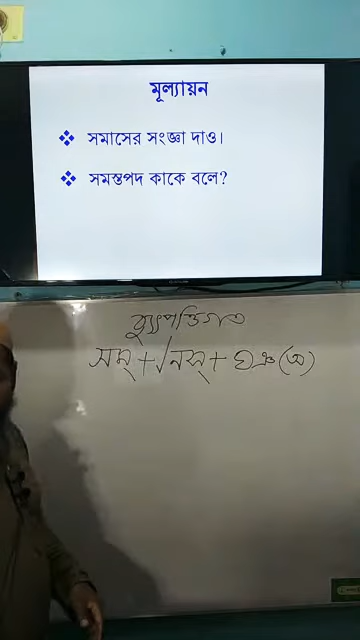 মূল্যায়ন
❖ সমাসের সংজ্ঞা দাও।
❖ সমস্তপদ কাকে বলে?
ব্যুৎপত্তিগত
সম্ + √নস্ + ঘঞ (অ)